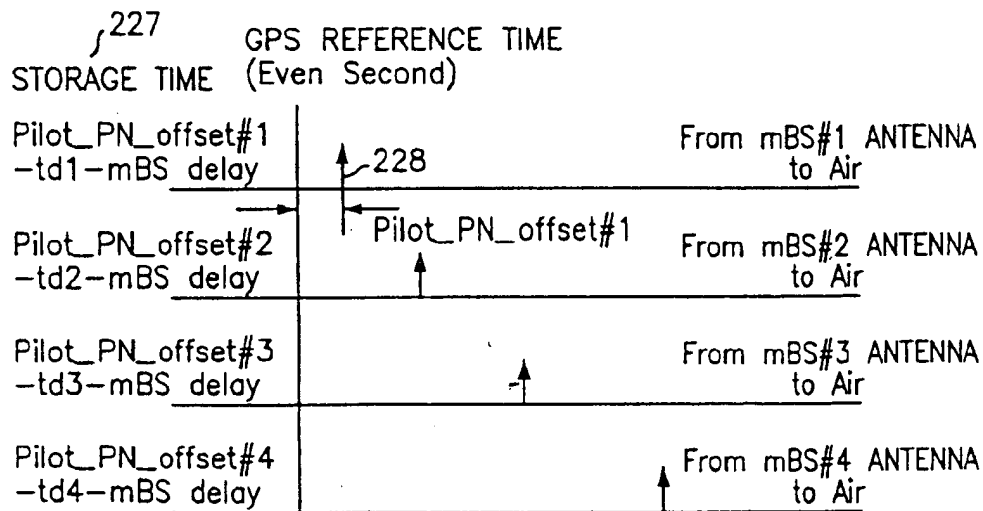 227
GPS REFERENCE TIME
STORAGE TIME (Even Second)
Pilot_PN_offset#1
-td1-mBS delay
228
From mBS#1 ANTENNA
to Air
Pilot_PN_offset#1
Pilot_PN_offset#2
-td2-mBS delay
From mBS#2 ANTENNA
to Air
Pilot_PN_offset#3
-td3-mBS delay
From mBS#3 ANTENNA
to Air
Pilot_PN_offset#4
-td4-mBS delay
From mBS#4 ANTENNA
to Air